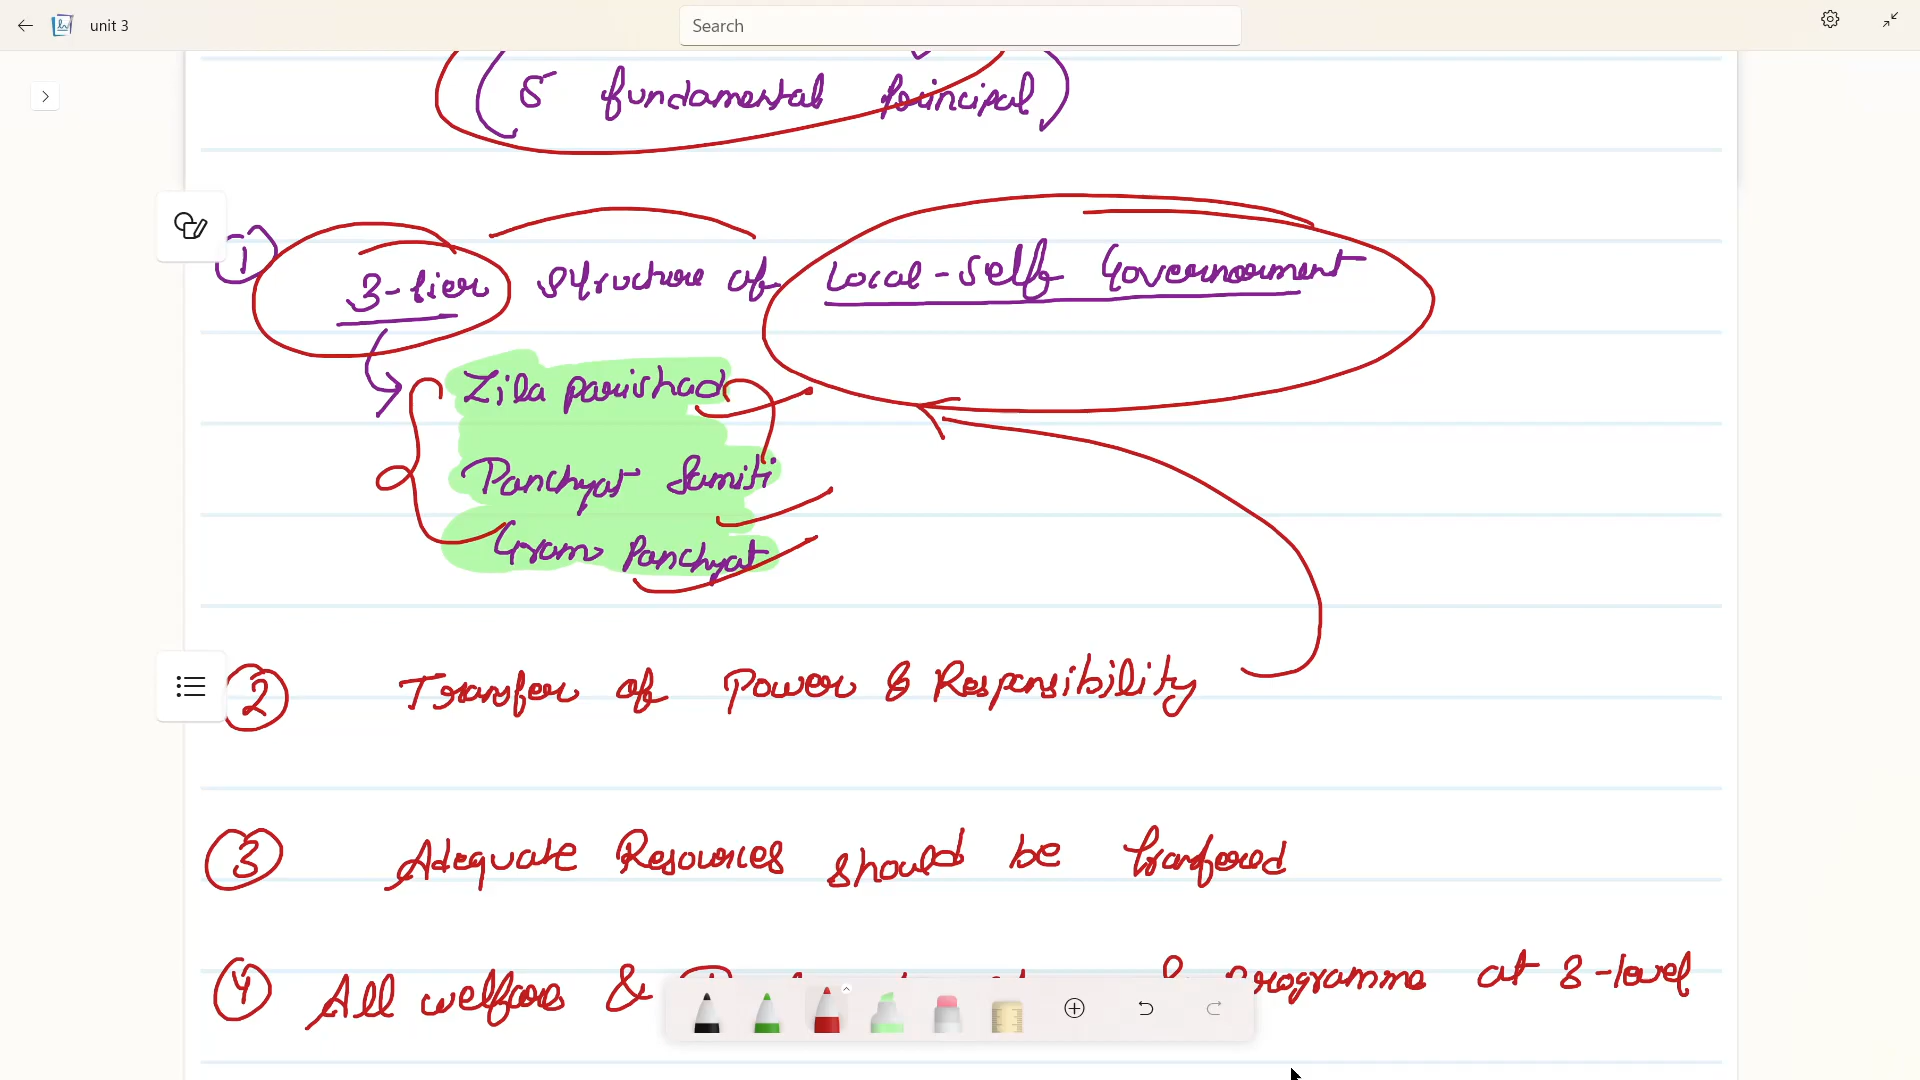 unit 3
Search
(5 fundamental principal)
① 3-tier structure of Local-Self Government
Zila parishad
Panchyat Samiti
Gram Panchyat
② Transfer of Power & Responsibility
③ Adequate Resources should be tranfered
④ All welfare & programme at 3-level